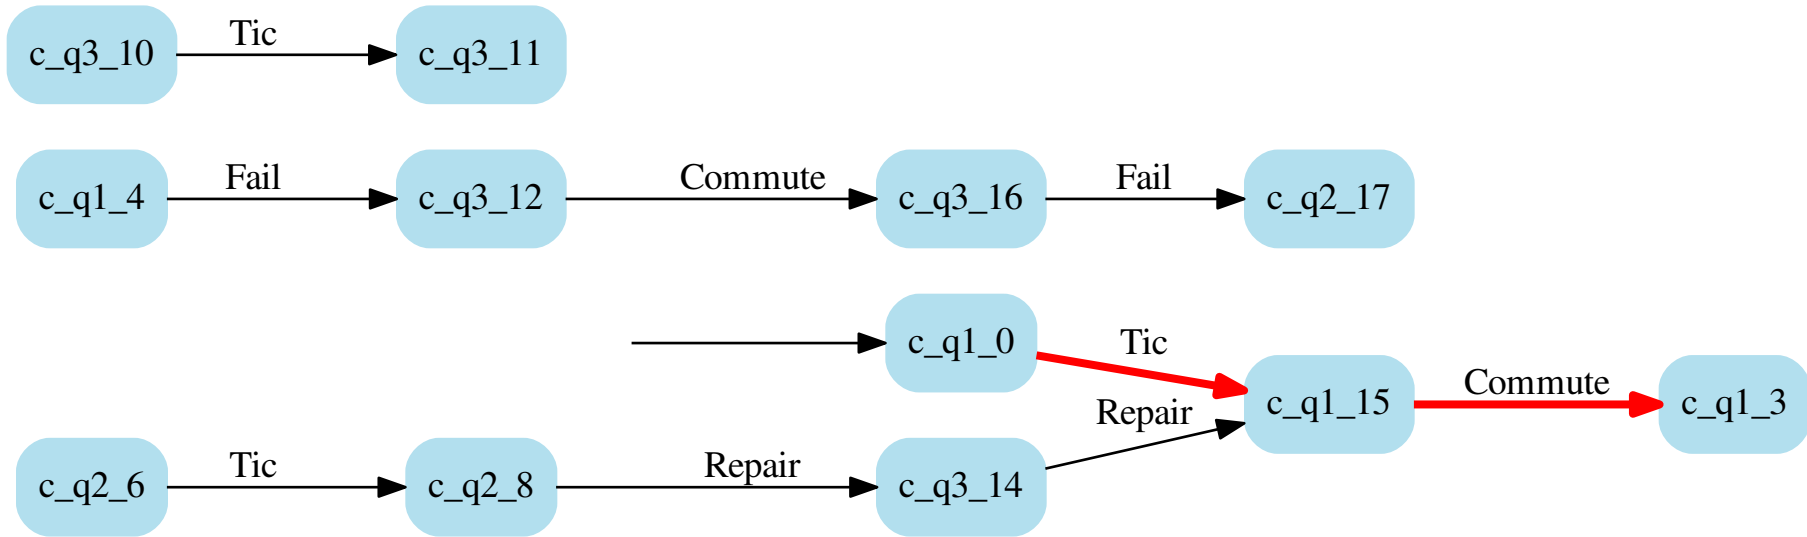 c_q3_10 Tic c_q3_11
c_q1_4 Fail c_q3_12 Commute c_q3_16 Fail c_q2_17
c_q1_0 Tic
c_q1_15 Commute c_q1_3
Repair
c_q2_6 Tic c_q2_8 Repair c_q3_14